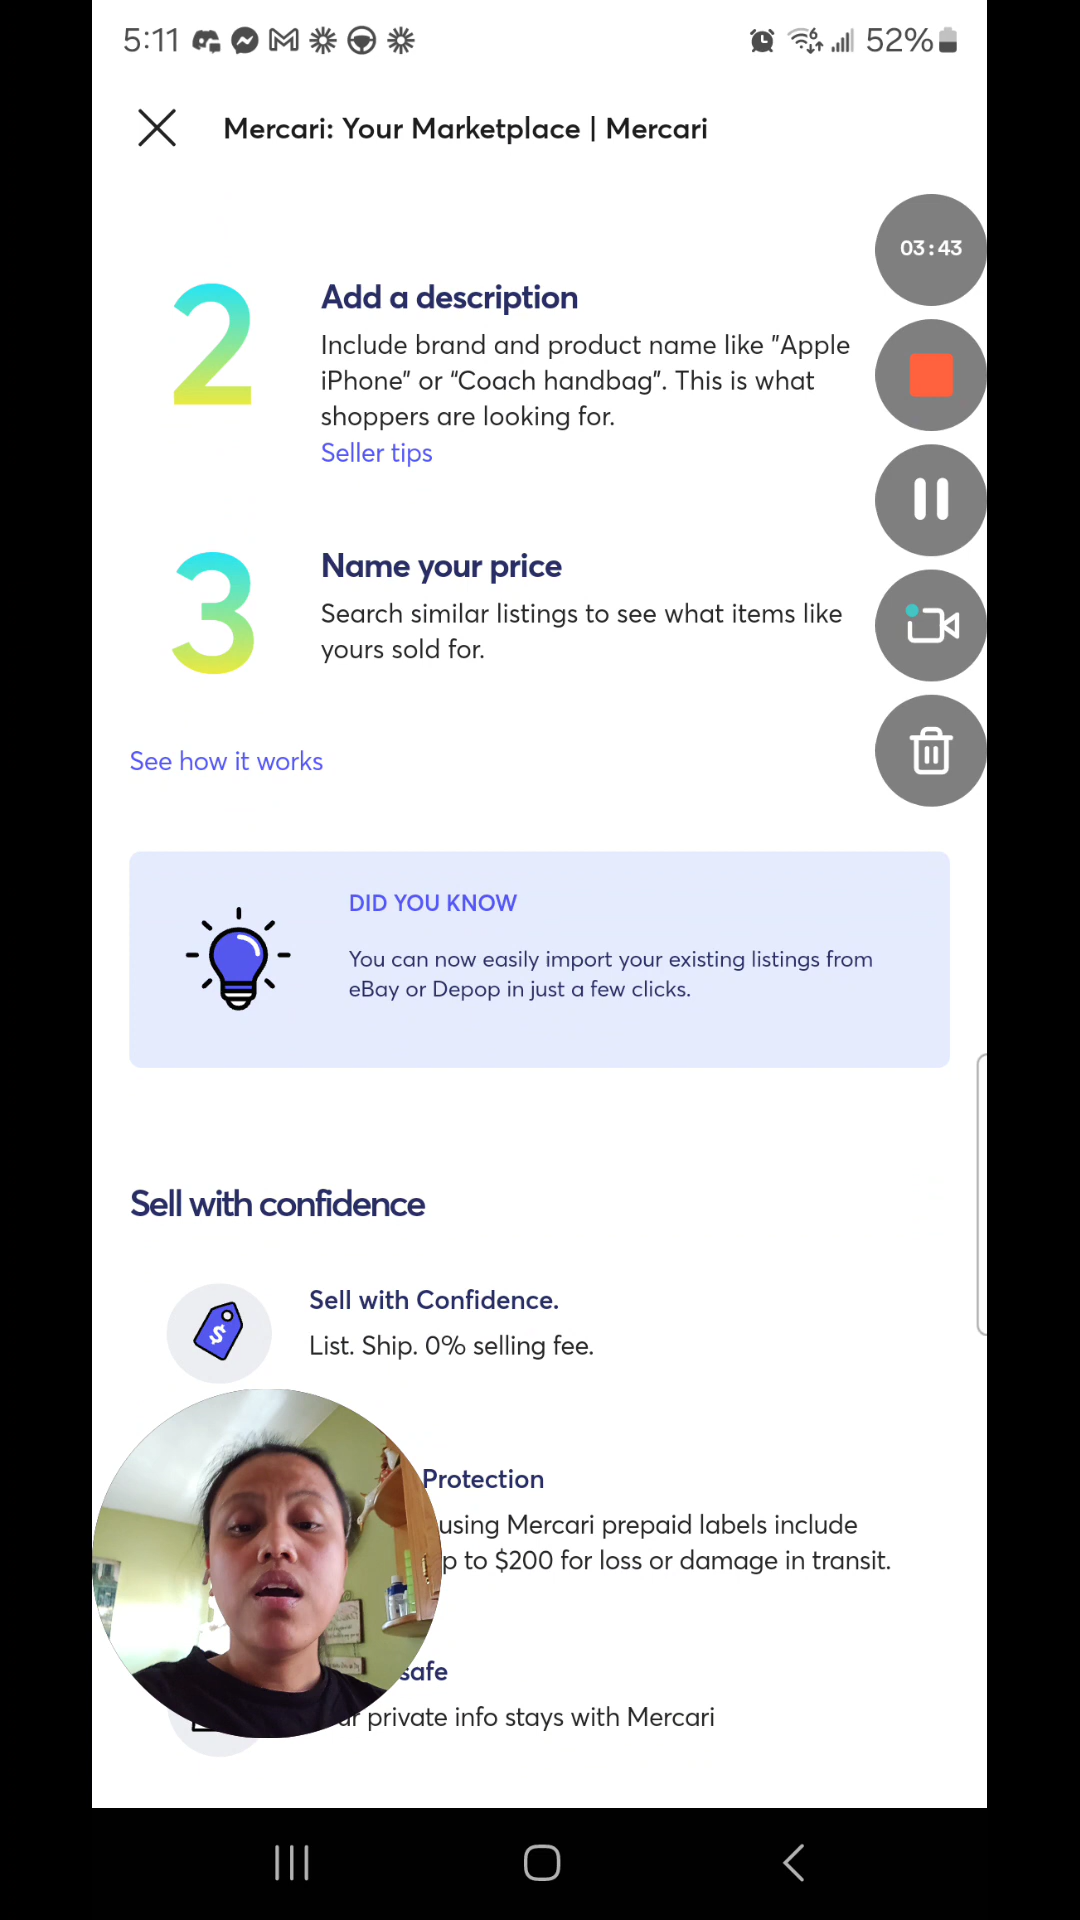 5:11
6
52%
Mercari: Your Marketplace | Mercari
03:43
2
Add a description
Include brand and product name like "Apple
iPhone" or “Coach handbag”. This is what
shoppers are looking for.
Seller tips
3
Name your price
Search similar listings to see what items like
yours sold for.
See how it works
DID YOU KNOW
You can now easily import your existing listings from
eBay or Depop in just a few clicks.
Sell with confidence
$
Sell with Confidence.
List. Ship. 0% selling fee.
Protection
using Mercari prepaid labels include
p to $200 for loss or damage in transit.
safe
ur private info stays with Mercari